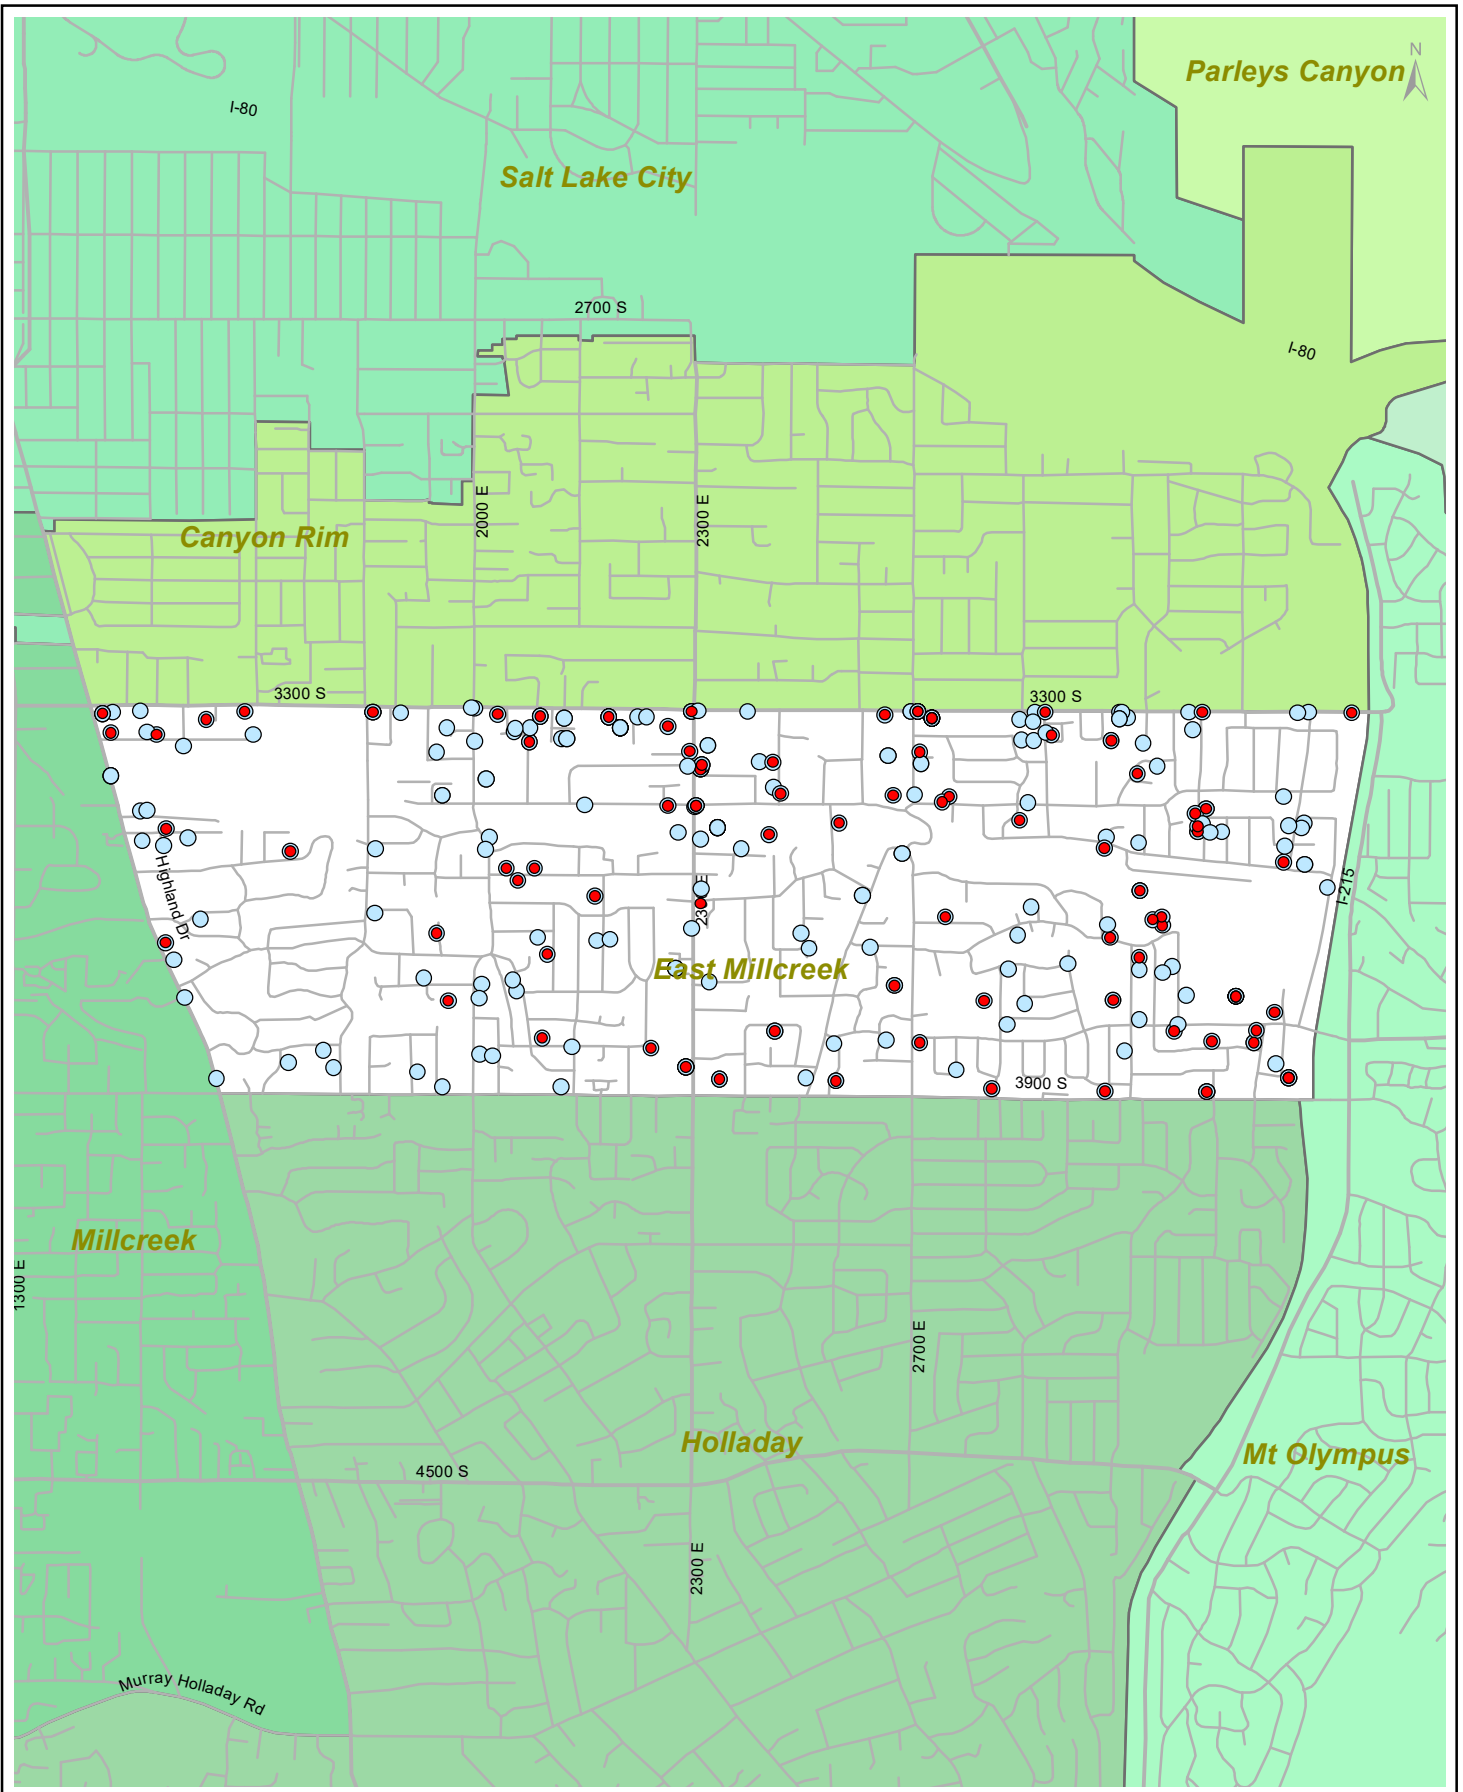 N
Parleys Canyon
I-80
Salt Lake City
2700 S
I-80
2000 E
2300 E
Canyon Rim
3300 S
3300 S
Highland Dr
I-215
East Millcreek
3900 S
Millcreek
1300 E
2700 E
Holladay
Mt Olympus
4500 S
2300 E
Murray Holladay Rd